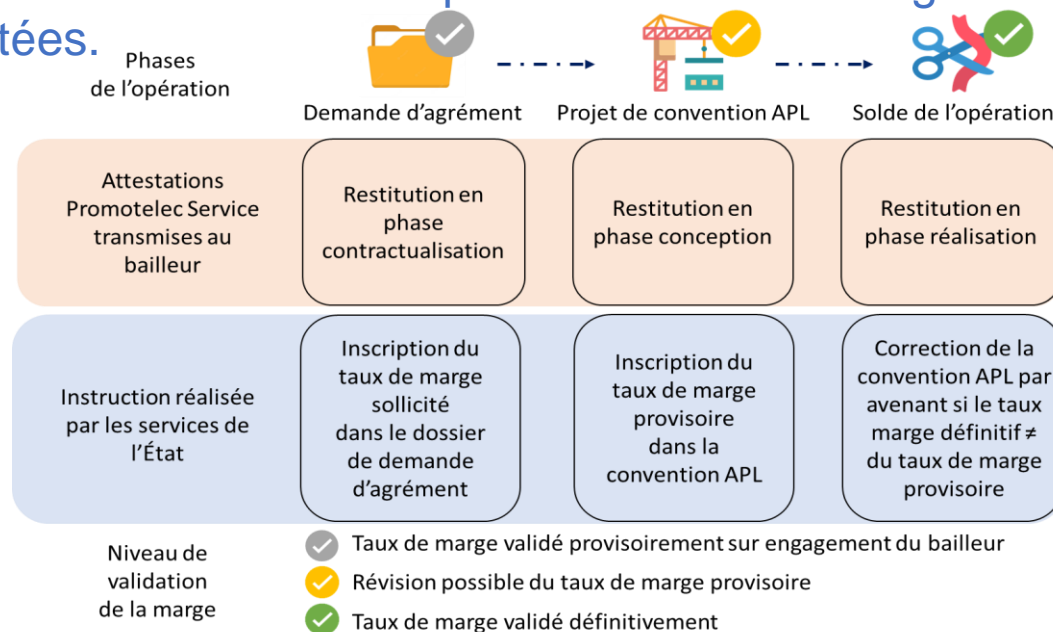 tées.
Phases
de l’opération
Demande d’agrément
Projet de convention APL
Solde de l’opération
Attestations
Promotelec Service
transmises au
bailleur
Restitution en
phase
contractualisation
Restitution en
phase conception
Restitution en
phase réalisation
Instruction réalisée
par les services de
l’État
Inscription du
taux de marge
sollicité
dans le dossier
de demande
d’agrément
Inscription du
taux de marge
provisoire
dans la
convention APL
Correction de la
convention APL par
avenant si le taux
marge définitif ≠
du taux de marge
provisoire
Niveau de
validation
de la marge
Taux de marge validé provisoirement sur engagement du bailleur
Révision possible du taux de marge provisoire
Taux de marge validé définitivement